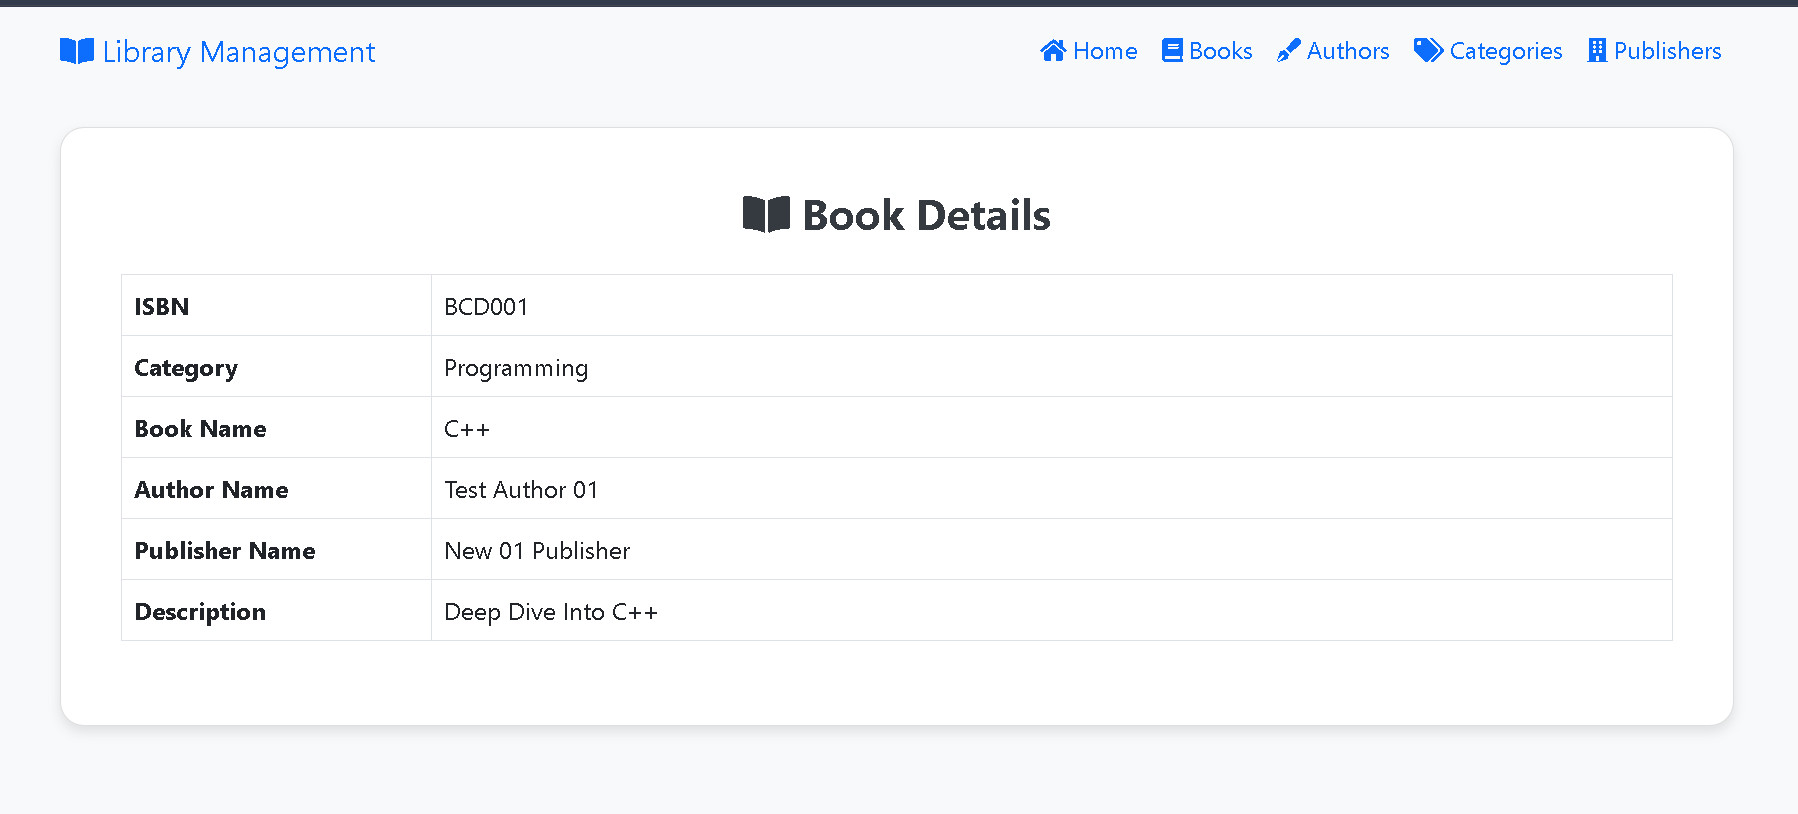 Library Management
Home Books Authors Categories Publishers
Book Details
ISBN BCD001
Category Programming
Book Name C++
Author Name Test Author 01
Publisher Name New 01 Publisher
Description Deep Dive Into C++